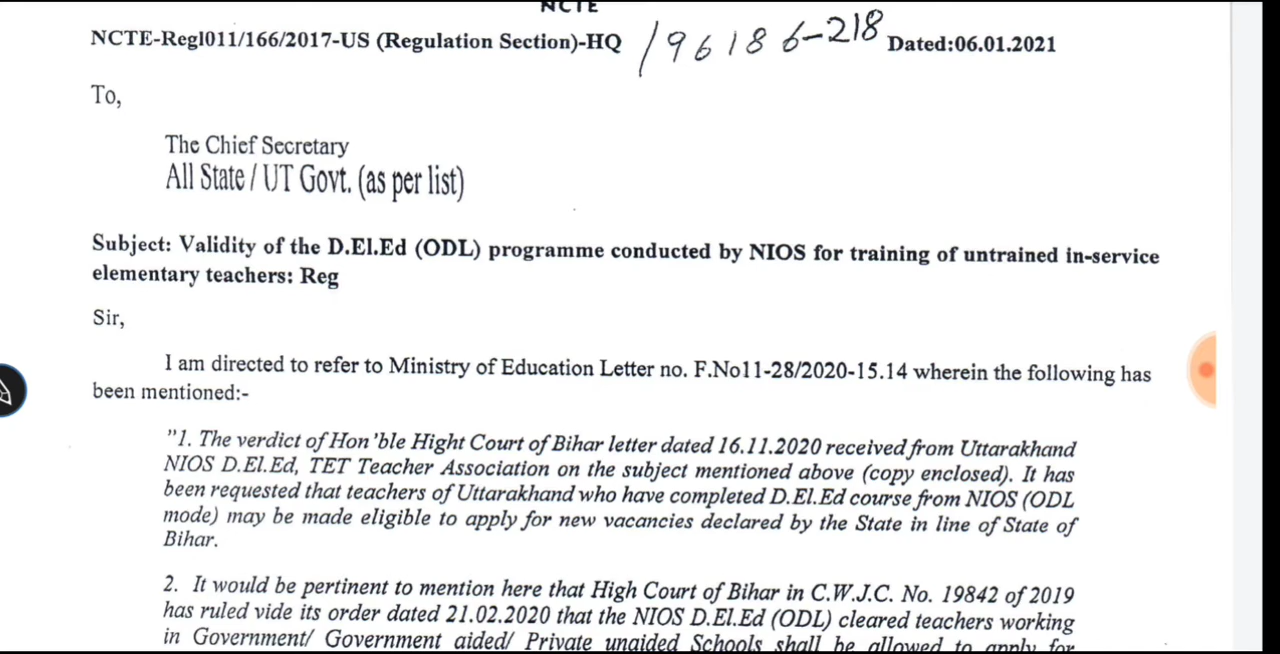 NCTE
NCTE-Regl011/166/2017-US (Regulation Section)-HQ /96186-218 Dated:06.01.2021
To,
The Chief Secretary
All State / UT Govt. (as per list)
Subject: Validity of the D.El.Ed (ODL) programme conducted by NIOS for training of untrained in-service
elementary teachers: Reg
Sir,
I am directed to refer to Ministry of Education Letter no. F.No11-28/2020-15.14 wherein the following has
been mentioned:-
"1. The verdict of Hon'ble Hight Court of Bihar letter dated 16.11.2020 received from Uttarakhand
NIOS D.El.Ed, TET Teacher Association on the subject mentioned above (copy enclosed). It has
been requested that teachers of Uttarakhand who have completed D.El.Ed course from NIOS (ODL
mode) may be made eligible to apply for new vacancies declared by the State in line of State of
Bihar.
2. It would be pertinent to mention here that High Court of Bihar in C.W.J.C. No. 19842 of 2019
has ruled vide its order dated 21.02.2020 that the NIOS D.El.Ed (ODL) cleared teachers working
in Government/ Government aided/ Private unaided Schools shall be allowed to apply for